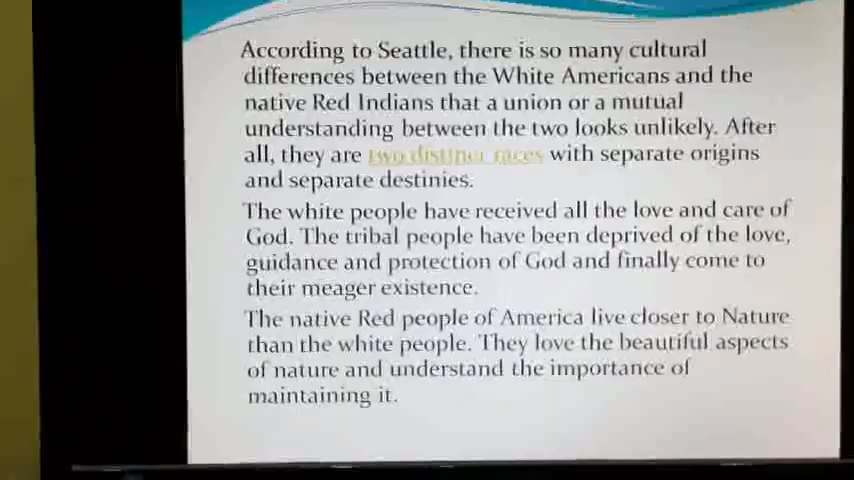 According to Seattle, there is so many cultural
differences between the White Americans and the
native Red Indians that a union or a mutual
understanding between the two looks unlikely. After
all, they are two distinct races with separate origins
and separate destinies.
The white people have received all the love and care of
God. The tribal people have been deprived of the love,
guidance and protection of God and finally come to
their meager existence.
The native Red people of America live closer to Nature
than the white people. They love the beautiful aspects
of nature and understand the importance of
maintaining it.